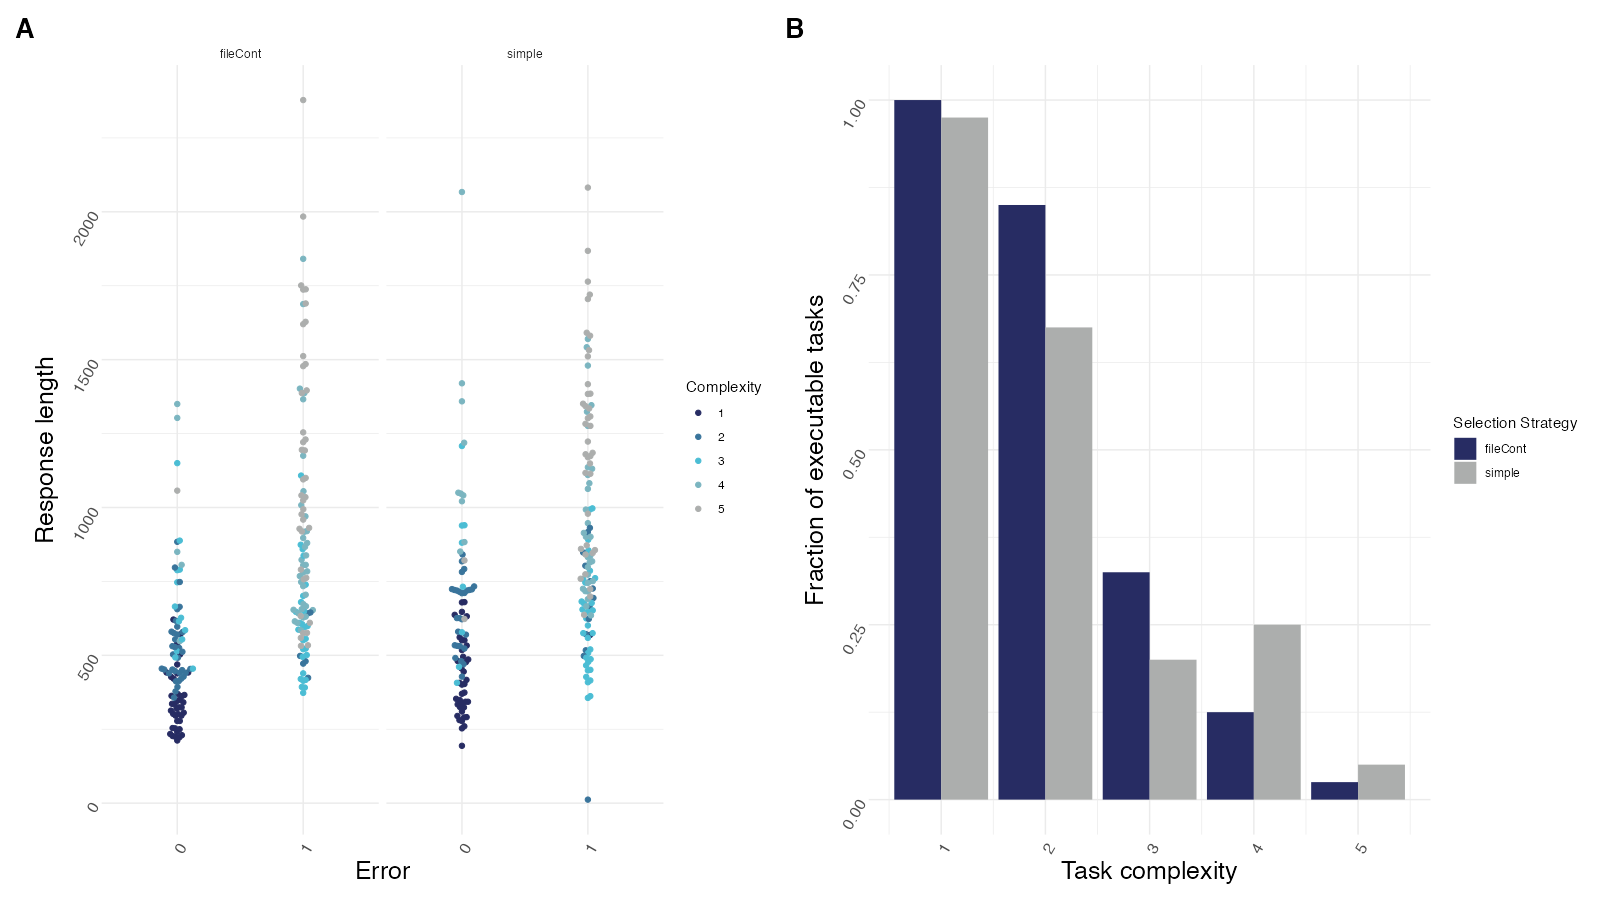 A
fileCont
simple
Response length
2000
1500
1000
500
0
0
1
0
1
Error
Complexity
1
2
3
4
5
B
Fraction of executable tasks
1.00
0.75
0.50
0.25
0.00
1
2
3
4
5
Task complexity
Selection Strategy
fileCont
simple